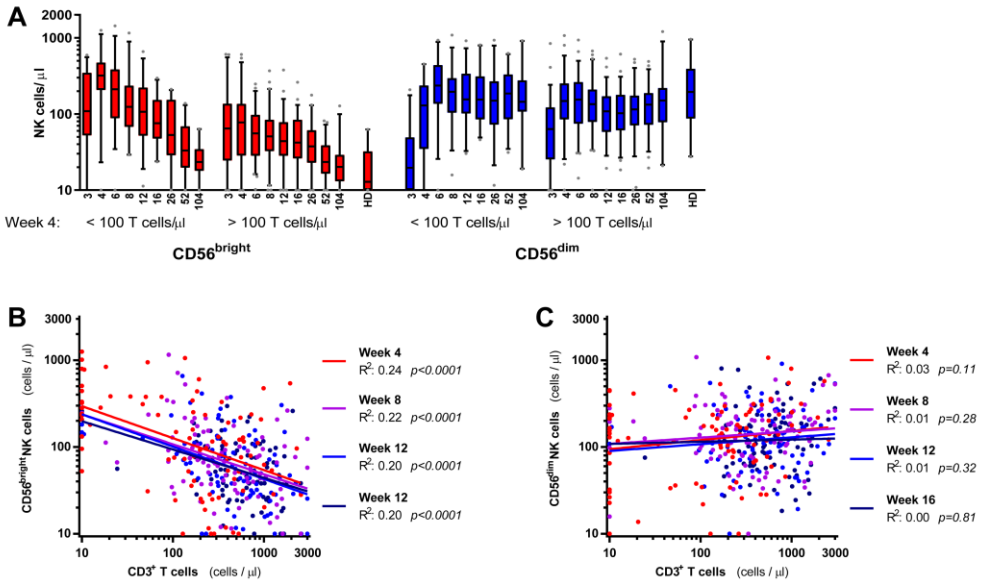 A
2000
1000
100
10
NK cells/ μl
3 4 6 8 12 16 26 52 104 3 4 6 8 12 16 26 52 104 HD 3 4 6 8 12 16 26 52 104 3 4 6 8 12 16 26 52 104 HD
Week 4: < 100 T cells/μl > 100 T cells/μl < 100 T cells/μl > 100 T cells/μl
CD56bright CD56dim
B
3000
1000
100
10
CD56brightNK cells (cells / μl)
10 100 1000 3000
CD3+ T cells (cells / μl)
Week 4
R2: 0.24 p<0.0001
Week 8
R2: 0.22 p<0.0001
Week 12
R2: 0.20 p<0.0001
Week 12
R2: 0.20 p<0.0001
C
3000
1000
100
10
CD56dimNK cells (cells / μl)
10 100 1000 3000
CD3+ T cells (cells / μl)
Week 4
R2: 0.03 p=0.11
Week 8
R2: 0.01 p=0.28
Week 12
R2: 0.01 p=0.32
Week 16
R2: 0.00 p=0.81